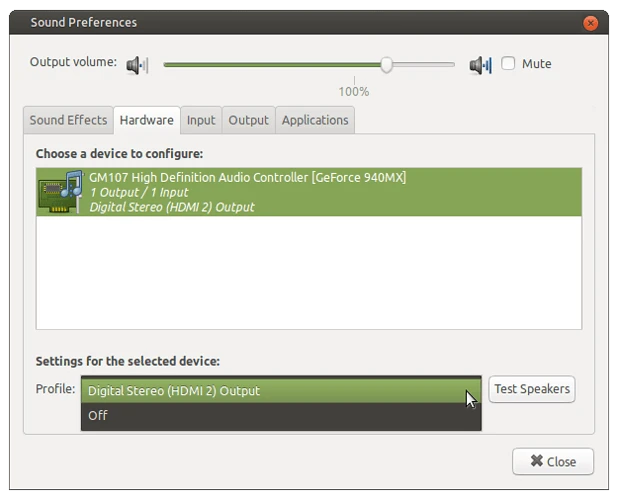 Sound Preferences
Output volume:
Mute
100%
Sound Effects Hardware Input Output Applications
Choose a device to configure:
GM107 High Definition Audio Controller [GeForce 940MX]
1 Output / 1 Input
Digital Stereo (HDMI 2) Output
Settings for the selected device:
Profile: Digital Stereo (HDMI 2) Output Test Speakers
Off
Close